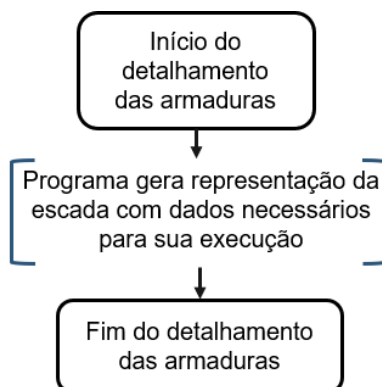 Início do
detalhamento
das armaduras
Programa gera representação da
escada com dados necessários
para sua execução
Fim do detalhamento
das armaduras